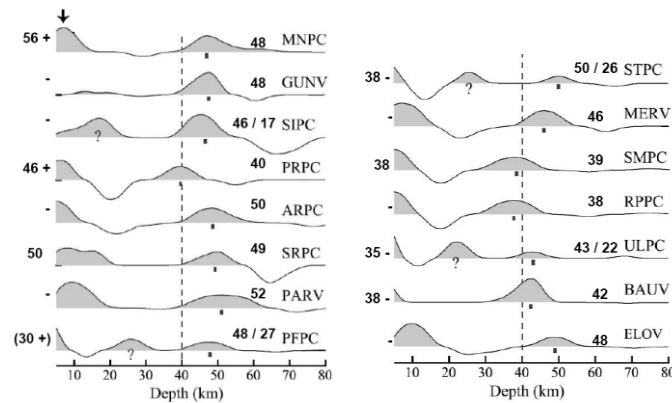 56 + 48 MNPC
- 48 GUNV
- ? 46 / 17 SIPC
46 + 40 PRPC
- 50 ARPC
50 49 SRPC
- 52 PARV
(30 +) ? 48 / 27 PFPC
0 10 20 30 40 50 60 70 80
Depth (km)
38 - ? 50 / 26 STPC
- 46 MERV
38 39 SMPC
- 38 RPPC
35 - ? 43 / 22 ULPC
38 - 42 BAUV
- 48 ELOV
10 20 30 40 50 60 70 80
Depth (km)